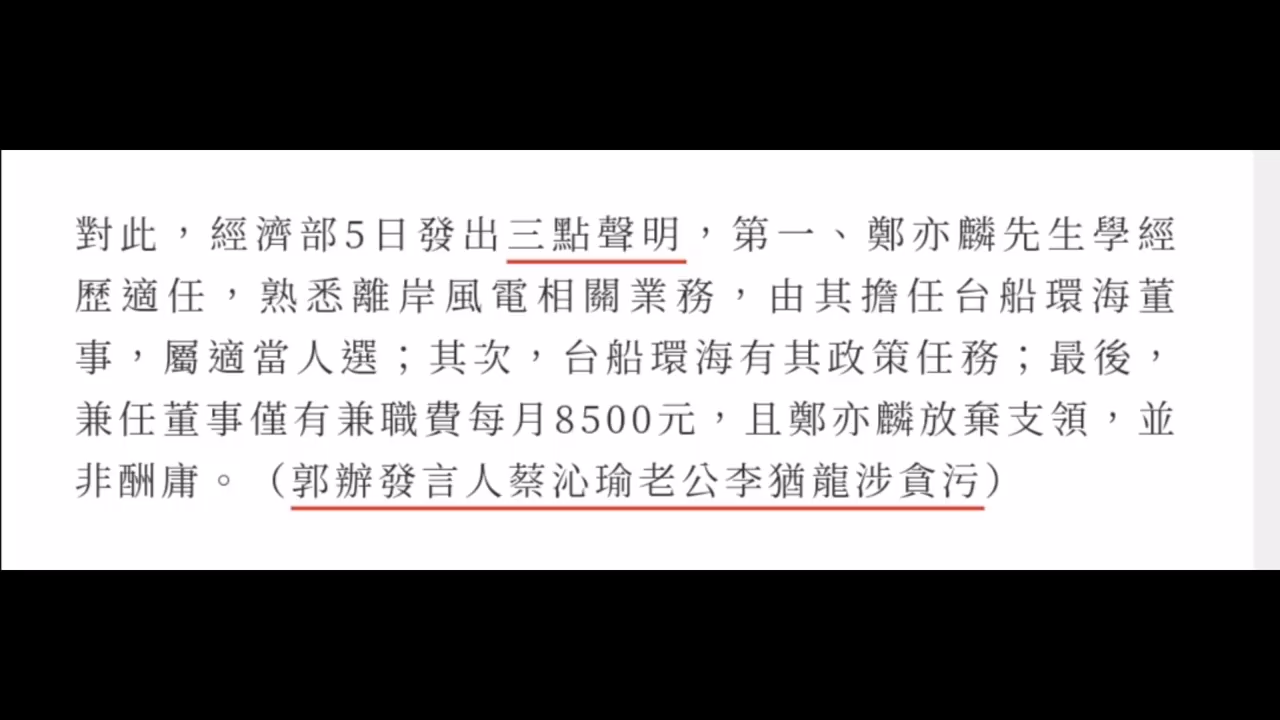 對此，經濟部5日發出三點聲明，第一、鄭亦麟先生學經
歷適任，熟悉離岸風電相關業務，由其擔任台船環海董
事，屬適當人選；其次，台船環海有其政策任務；最後，
兼任董事僅有兼職費每月8500元，且鄭亦麟放棄支領，並
非酬庸。（郭辦發言人蔡沁瑜老公李猶龍涉貪污）